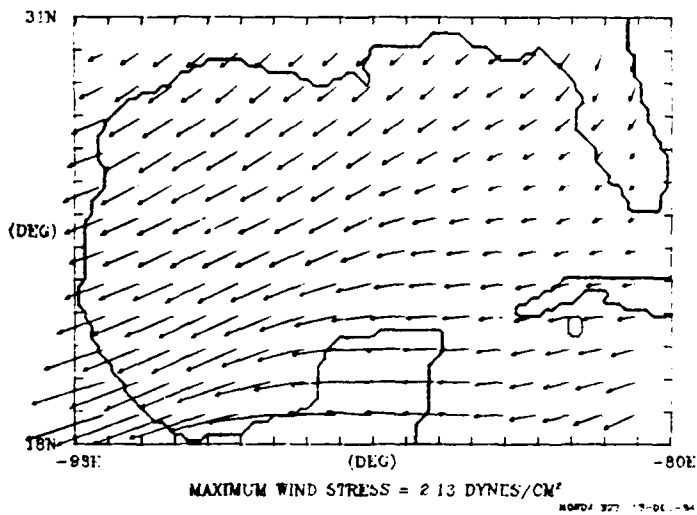 31N
(DEG)
18N
-98E (DEG) -80E
MAXIMUM WIND STRESS = 2.13 DYNES/CM²